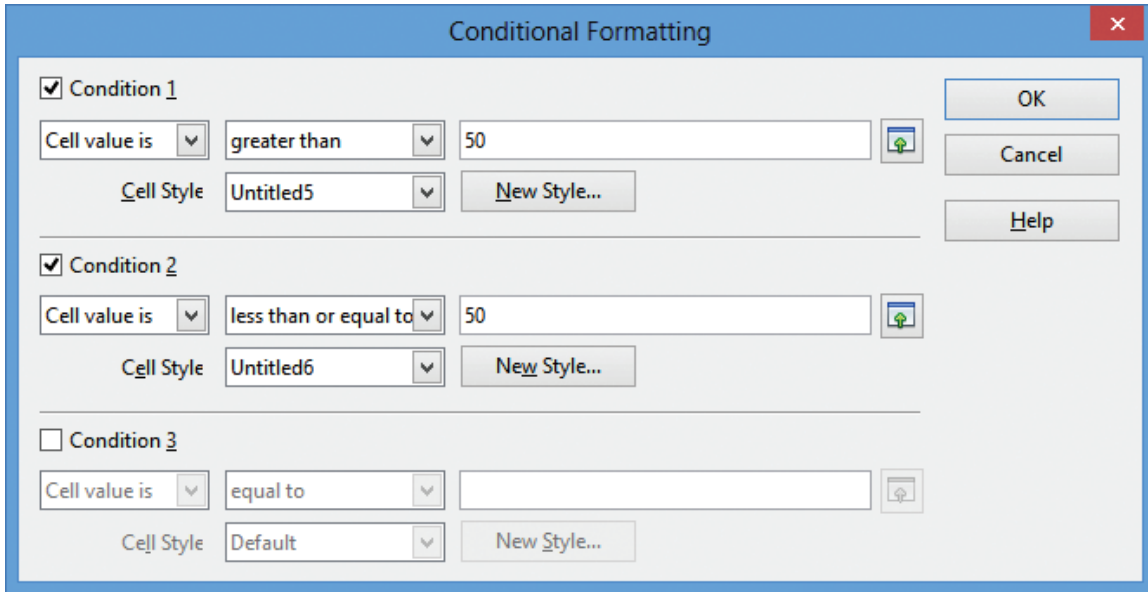 Conditional Formatting
Condition 1
OK
Cell value is greater than 50
Cancel
Cell Style Untitled5 New Style...
Help
Condition 2
Cell value is less than or equal to 50
Cell Style Untitled6 New Style...
Condition 3
Cell value is equal to
Cell Style Default New Style...